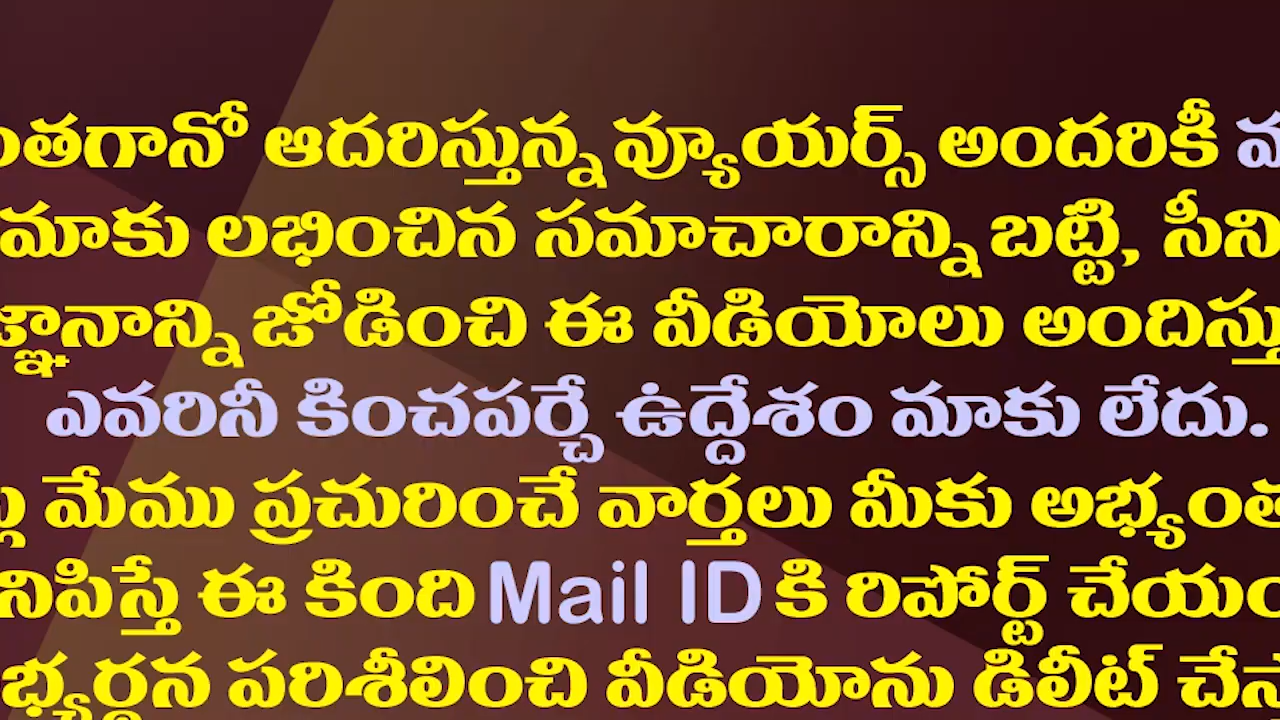 ంతగానో ఆదరిస్తున్న వ్యూయర్స్ అందరికీ
మాకు లభించిన సమాచారాన్ని బట్టి, సీని
జ్ఞానాన్ని జోడించి ఈ వీడియోలు అందిస్తు
ఎవరినీ కించపర్చే ఉద్దేశం మాకు లేదు.
మేము ప్రచురించే వార్తలు మీకు అభ్యంత
నిపిస్తే ఈ కింది Mail ID కి రిపోర్ట్ చేయం
భ్యర్థన పరిశీలించి వీడియోను డిలీట్ చేస